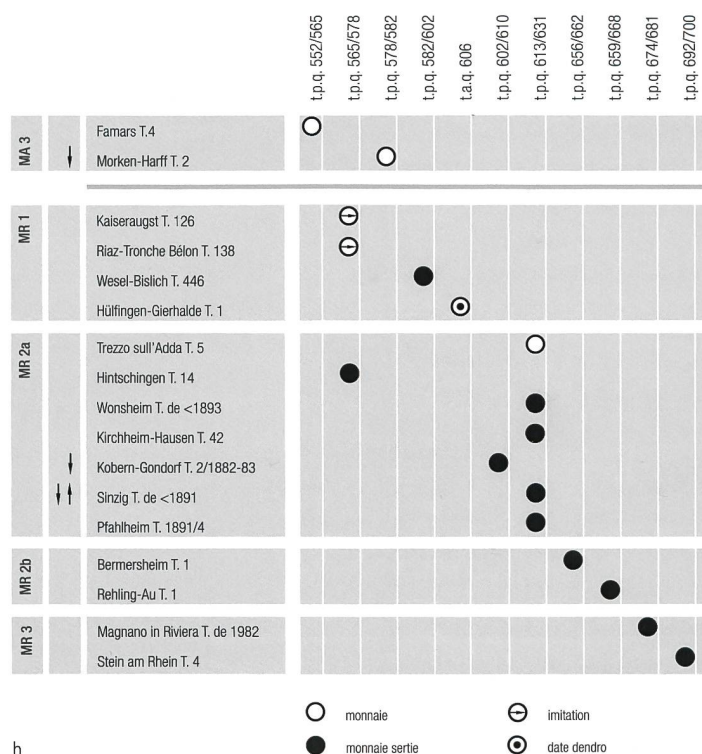 t.p.q. 552/565
t.p.q. 565/578
t.p.q. 578/582
t.p.q. 582/602
t.a.q. 606
t.p.q. 602/610
t.p.q. 613/631
t.p.q. 656/662
t.p.q. 659/668
t.p.q. 674/681
t.p.q. 692/700
MA 3
Famars T.4
Morken-Harff T. 2
MR 1
Kaiseraugst T. 126
Riaz-Tronche Bélon T. 138
Wesel-Bislich T. 446
Hülfingen-Gierhalde T. 1
MR 2a
Trezzo sull'Adda T. 5
Hintschingen T. 14
Wonsheim T. de <1893
Kirchheim-Hausen T. 42
Kobern-Gondorf T. 2/1882-83
Sinzig T. de <1891
Pfahlheim T. 1891/4
MR 2b
Bermersheim T. 1
Rehling-Au T. 1
MR 3
Magnano in Riviera T. de 1982
Stein am Rhein T. 4
monnaie
imitation
monnaie sertie
date dendro
h